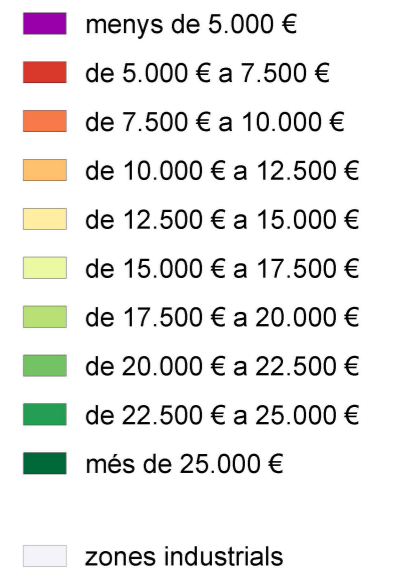 menys de 5.000 €
de 5.000 € a 7.500 €
de 7.500 € a 10.000 €
de 10.000 € a 12.500 €
de 12.500 € a 15.000 €
de 15.000 € a 17.500 €
de 17.500 € a 20.000 €
de 20.000 € a 22.500 €
de 22.500 € a 25.000 €
més de 25.000 €
zones industrials